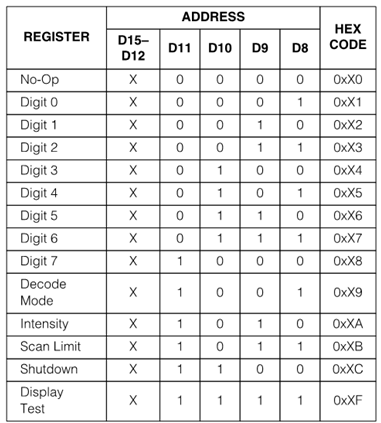 REGISTER ADDRESS HEX CODE
D15–D12 D11 D10 D9 D8
No-Op X 0 0 0 0 0xX0
Digit 0 X 0 0 0 1 0xX1
Digit 1 X 0 0 1 0 0xX2
Digit 2 X 0 0 1 1 0xX3
Digit 3 X 0 1 0 0 0xX4
Digit 4 X 0 1 0 1 0xX5
Digit 5 X 0 1 1 0 0xX6
Digit 6 X 0 1 1 1 0xX7
Digit 7 X 1 0 0 0 0xX8
Decode Mode X 1 0 0 1 0xX9
Intensity X 1 0 1 0 0xXA
Scan Limit X 1 0 1 1 0xXB
Shutdown X 1 1 0 0 0xXC
Display Test X 1 1 1 1 0xXF